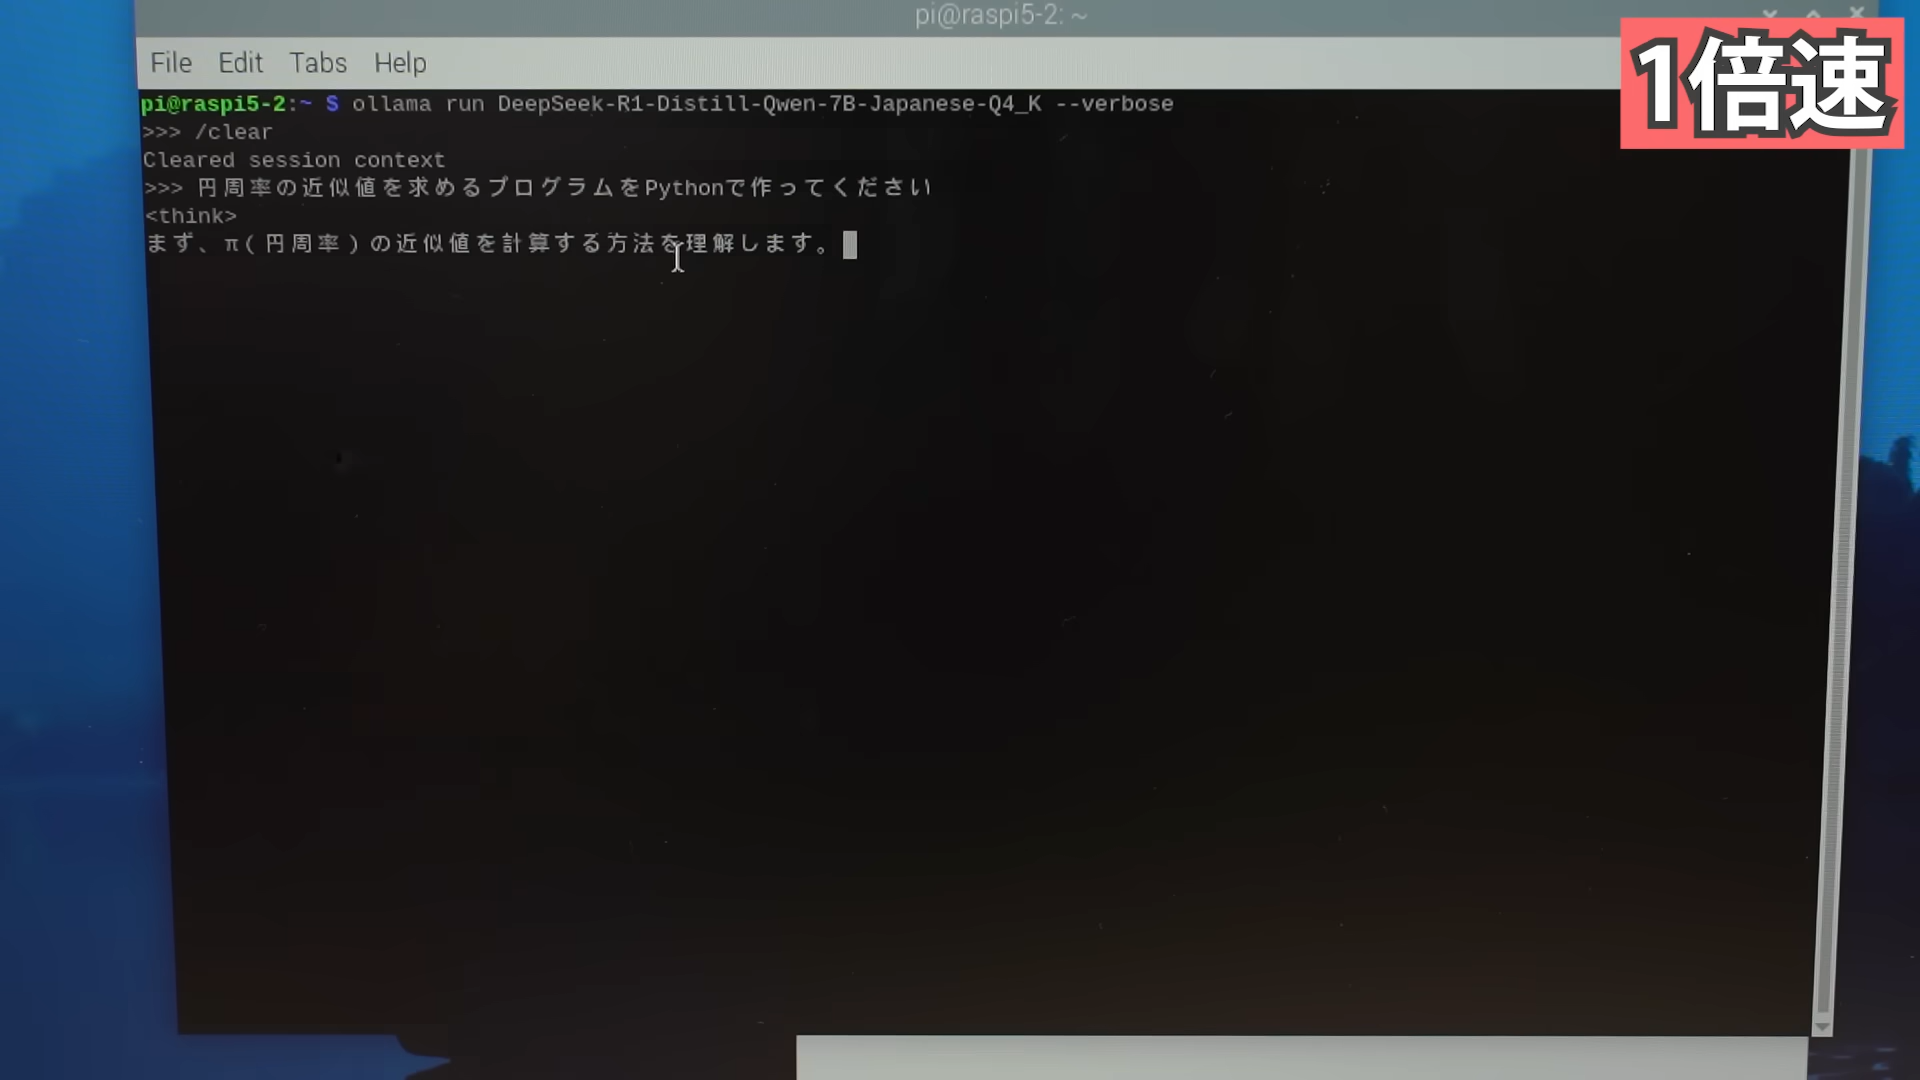 pi@raspi5-2: ~
1倍速
File Edit Tabs Help
pi@raspi5-2:~ $ ollama run DeepSeek-R1-Distill-Qwen-7B-Japanese-Q4_K --verbose
>>> /clear
Cleared session context
>>> 円周率の近似値を求めるプログラムをPythonで作ってください
<think>
まず、π(円周率)の近似値を計算する方法を理解します。